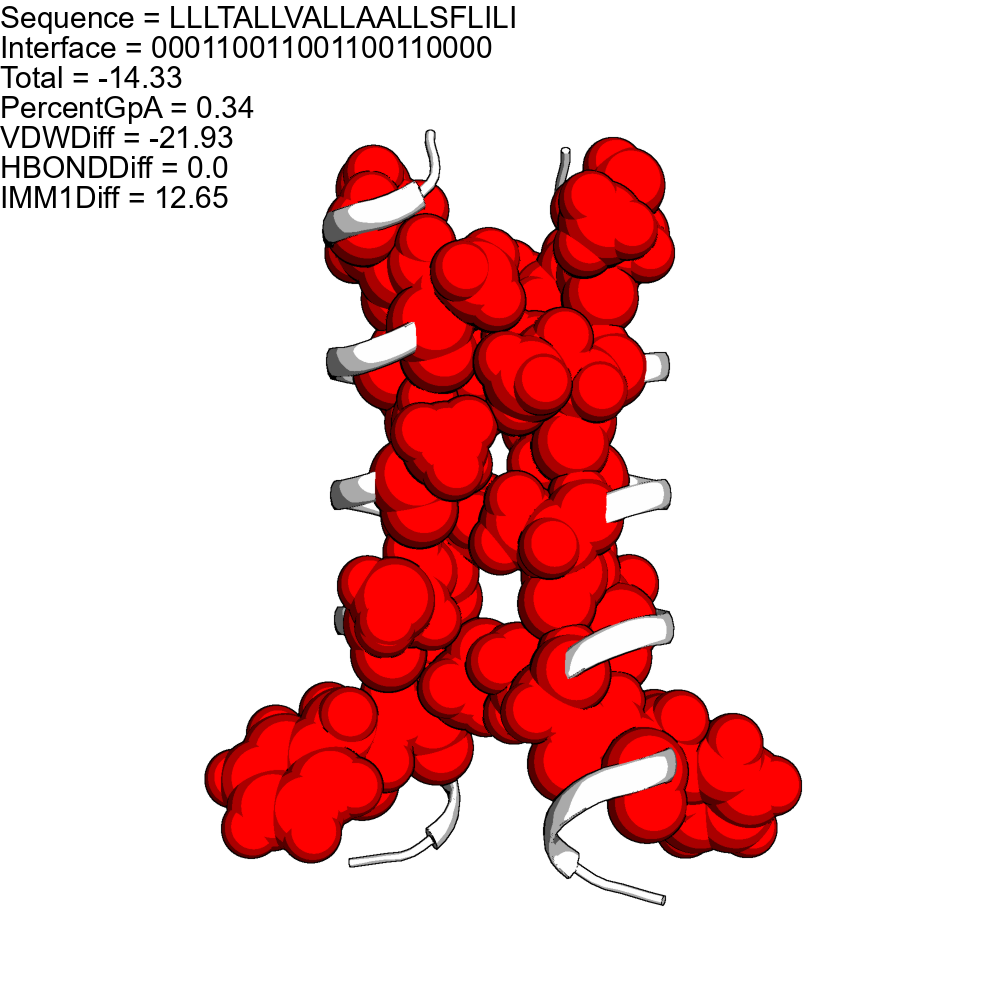 Sequence = LLLTALLVALLAALLSFLILI
Interface = 000110011001100110000
Total = -14.33
PercentGpA = 0.34
VDWDiff = -21.93
HBONDDiff = 0.0
IMM1Diff = 12.65